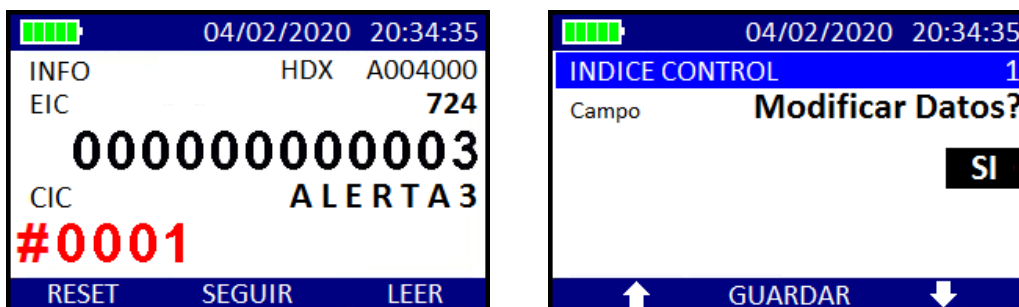 04/02/2020 20:34:35
INFO HDX A004000
EIC 724
000000000003
CIC ALERTA3
#0001
RESET SEGUIR LEER
04/02/2020 20:34:35
INDICE CONTROL 1
Campo Modificar Datos?
SI
GUARDAR